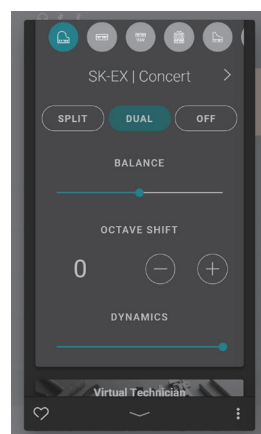 SK-EX | Concert
SPLIT
DUAL
OFF
BALANCE
OCTAVE SHIFT
0
DYNAMICS
Virtual Technician